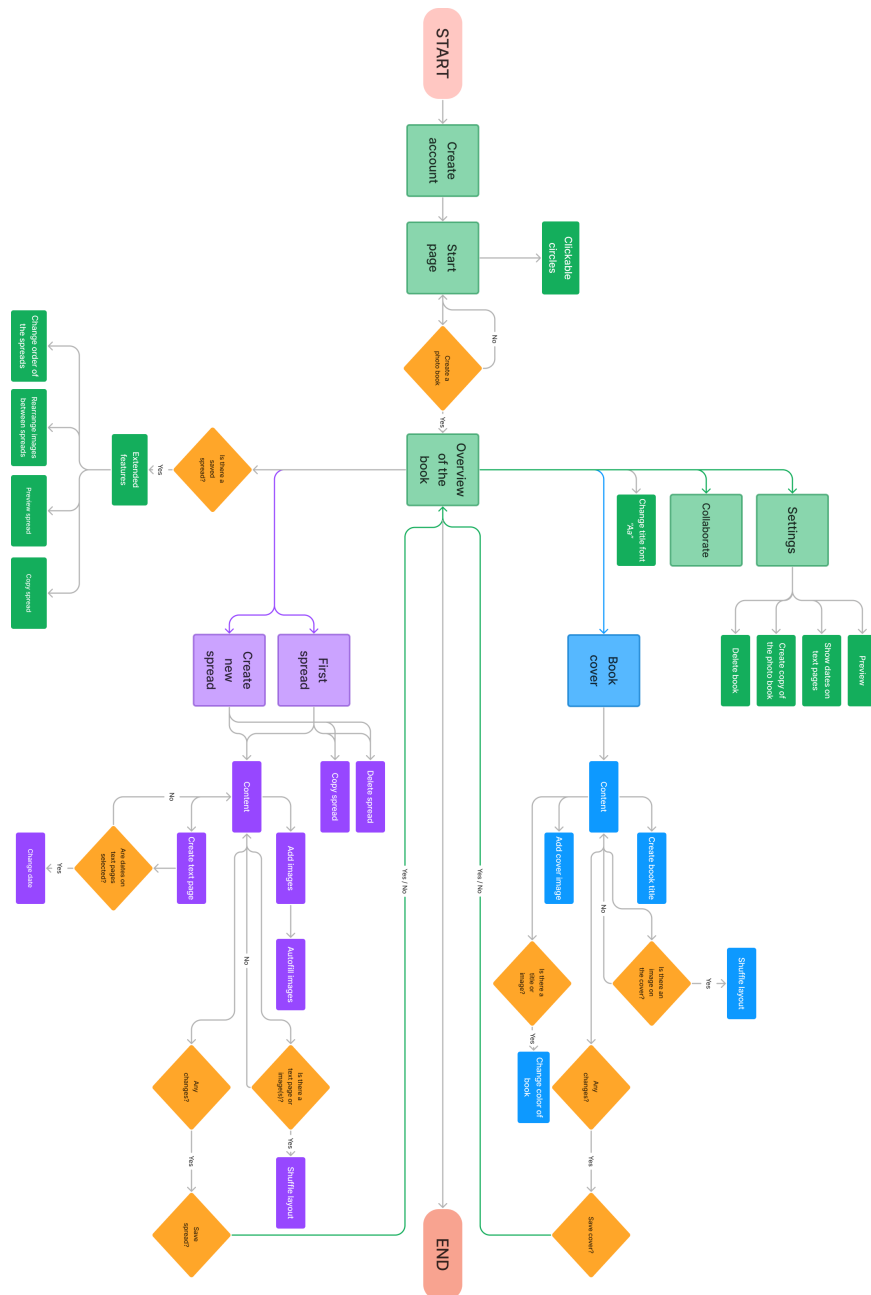 START
Create
account
Start
page
Clickable
circles
No
Create a
photo book
Yes
Overview
of the
book
Settings
Preview
Show dates on
text pages
Create copy of
the photo book
Delete book
Collaborate
Change title font
"Aa"
Book
cover
Content
Create book title
Add cover image
Is there an
image on
the cover?
Yes
Shuffle layout
No
Is there a
title or
image?
Yes
Change color of
book
Any
changes?
Yes
Save cover?
Yes / No
END
Yes / No
First
spread
Create
new
spread
Delete spread
Copy spread
Content
Add images
Autofill images
Create text page
Are dates on
text pages
selected?
No
Yes
Change date
No
Is there a
text page or
image(s)?
Yes
Shuffle layout
Any
changes?
Yes
Save
spread?
Is there a
saved
spread?
Yes
Extended
features
Change order of
the spreads
Rearrange images
between spreads
Preview spread
Copy spread